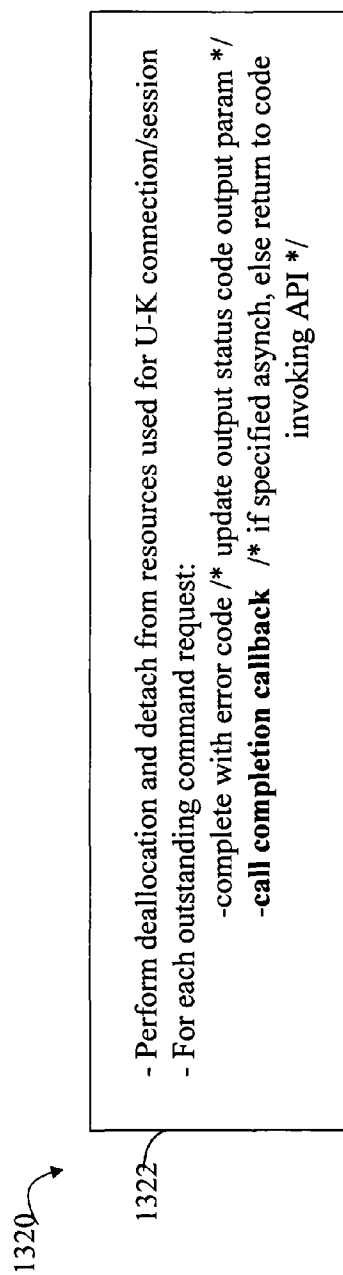 1320
1322
- Perform deallocation and detach from resources used for U-K connection/session
- For each outstanding command request:
-complete with error code /* update output status code output param */
-call completion callback /* if specified asynch, else return to code
invoking API */